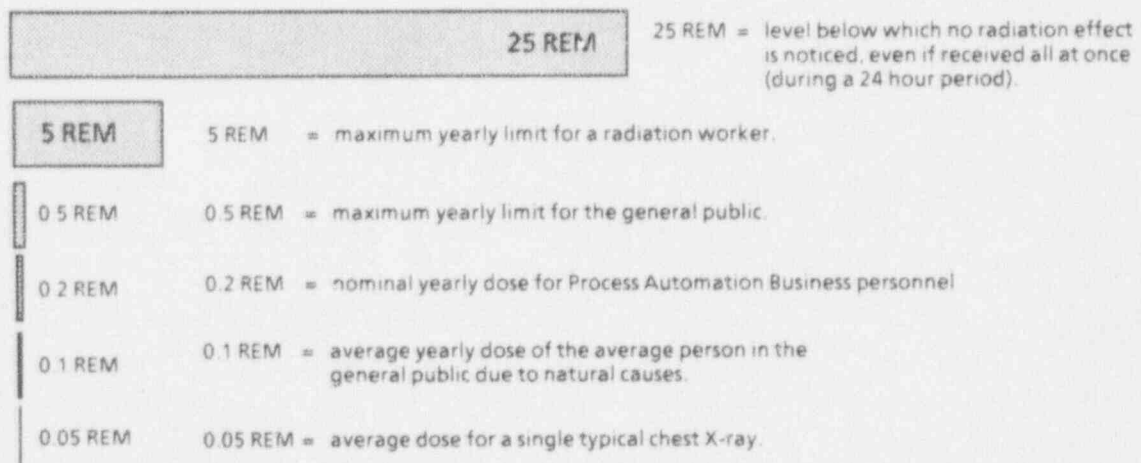 25 REM
25 REM = level below which no radiation effect
is noticed, even if received all at once
(during a 24 hour period).
5 REM
5 REM = maximum yearly limit for a radiation worker.
0.5 REM
0.5 REM = maximum yearly limit for the general public.
0.2 REM
0.2 REM = nominal yearly dose for Process Automation Business personnel
0.1 REM
0.1 REM = average yearly dose of the average person in the
general public due to natural causes.
0.05 REM
0.05 REM = average dose for a single typical chest X-ray.